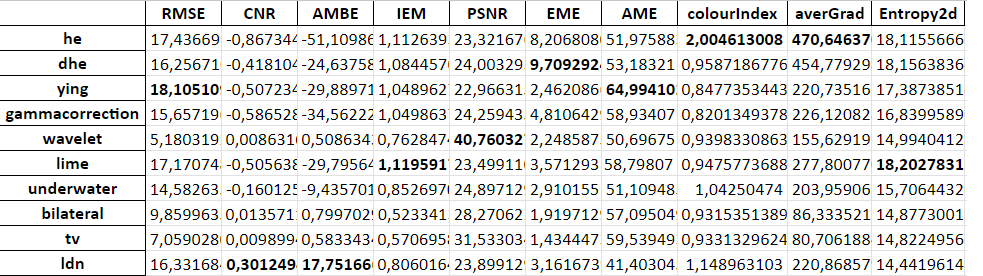 RMSE CNR AMBE IEM PSNR EME AME colourIndex averGrad Entropy2d
he 17,43669 -0,867344 -51,10986 1,112639 23,32167 8,206808 51,97588 2,004613008 470,64637 18,1155666
dhe 16,25671 -0,418104 -24,63758 1,084457 24,00329 9,7092924 53,18321 0,9587186776 454,77929 18,1563836
ying 18,105109 -0,507234 -29,88971 1,048962 22,96631 2,462086 64,99410 0,8477353443 220,73516 17,3873851
gammacorrection 15,65719 -0,586528 -34,56222 1,049863 24,25943 4,810642 58,93407 0,8201349378 226,12082 16,8399589
wavelet 5,180319 0,008631 0,508634 0,762847 40,76032 2,248587 50,69675 0,9398330863 155,62919 14,9940412
lime 17,17074 -0,505638 -29,79564 1,119591 23,49911 3,571293 58,79807 0,9475773688 277,80077 18,2027831
underwater 14,58263 -0,160125 -9,435701 0,852697 24,89712 2,910155 51,10948 1,04250474 203,95906 15,7064432
bilateral 9,859963 0,013571 0,799702 0,523341 28,27062 1,919712 57,09504 0,9315351389 86,333521 14,8773001
tv 7,059028 0,009899 0,583343 0,570695 31,53303 1,434447 59,53949 0,9331329624 80,706188 14,8224956
ldn 16,33168 0,301249 17,75166 0,806016 23,89912 3,161673 41,40304 1,148963103 220,86857 14,4419614